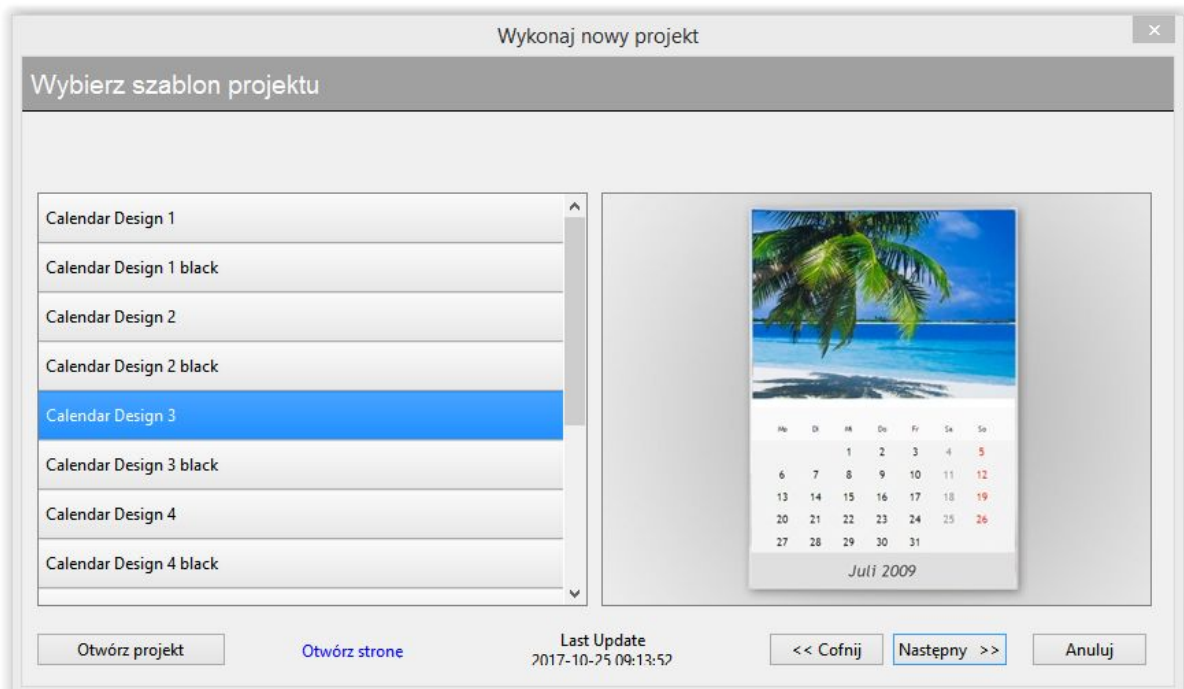 Wykonaj nowy projekt
Wybierz szablon projektu
Calendar Design 1
Calendar Design 1 black
Calendar Design 2
Calendar Design 2 black
Calendar Design 3
Calendar Design 3 black
Calendar Design 4
Calendar Design 4 black
Mo Di Mi Do Fr Sa So
1 2 3 4 5
6 7 8 9 10 11 12
13 14 15 16 17 18 19
20 21 22 23 24 25 26
27 28 29 30 31
Juli 2009
Otwórz projekt
Otwórz strone
Last Update
2017-10-25 09:13:52
<< Cofnij
Następny >>
Anuluj